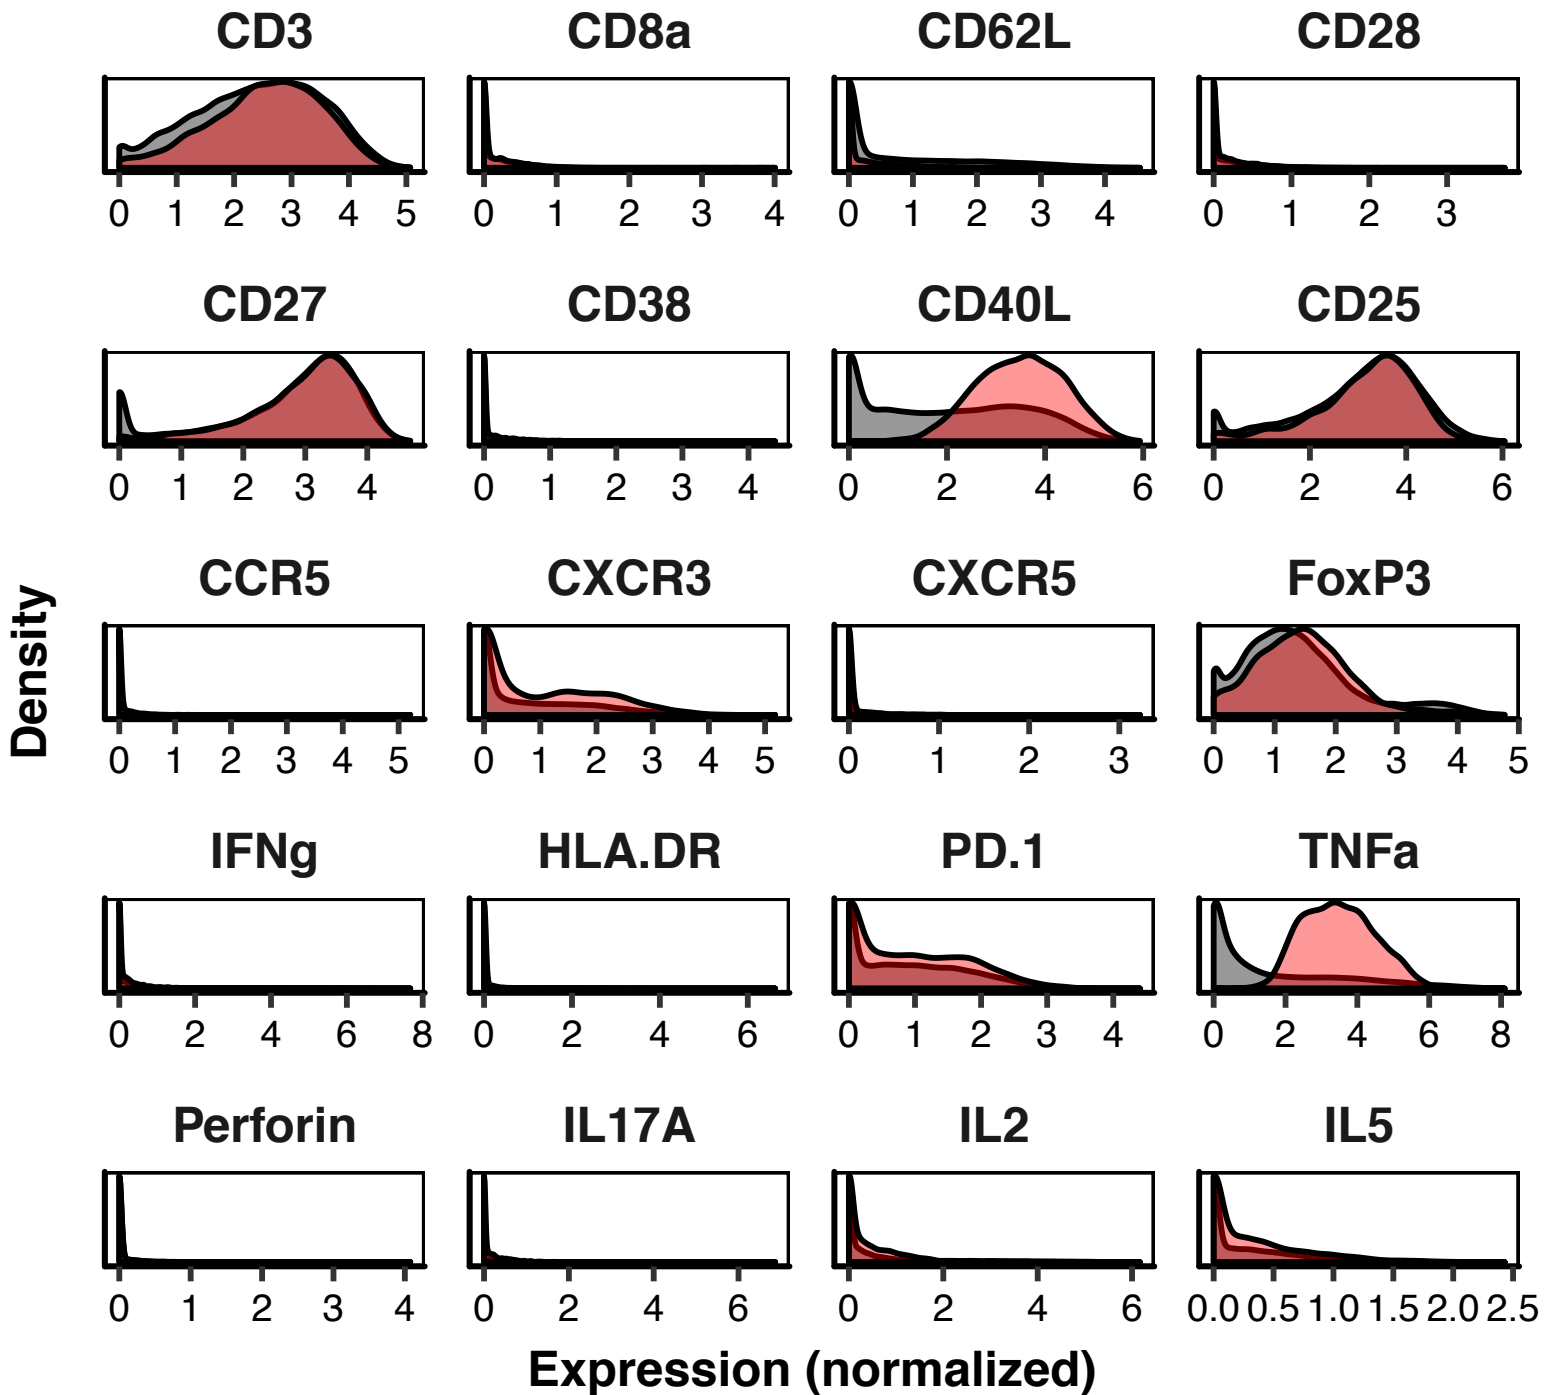 CD3 CD8a CD62L CD28
0 1 2 3 4 5 0 1 2 3 4 0 1 2 3 4 0 1 2 3
CD27 CD38 CD40L CD25
0 1 2 3 4 0 1 2 3 4 0 2 4 6 0 2 4 6
CCR5 CXCR3 CXCR5 FoxP3
0 1 2 3 4 5 0 1 2 3 4 5 0 1 2 3 0 1 2 3 4 5
Density
IFNg HLA.DR PD.1 TNFa
0 2 4 6 8 0 2 4 6 0 1 2 3 4 0 2 4 6 8
Perforin IL17A IL2 IL5
0 1 2 3 4 0 2 4 6 0 2 4 6 0.0 0.5 1.0 1.5 2.0 2.5
Expression (normalized)